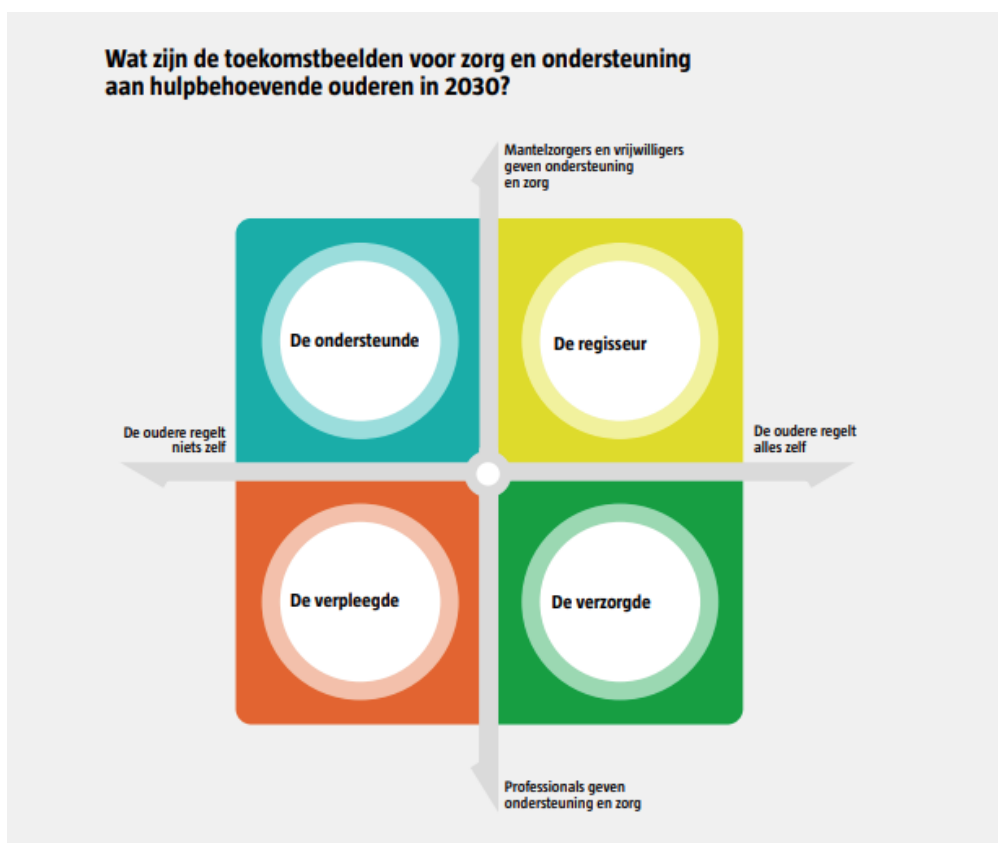 Wat zijn de toekomstbeelden voor zorg en ondersteuning
aan hulpbehoevende ouderen in 2030?
Mantelzorgers en vrijwilligers
geven ondersteuning
en zorg
De ondersteunde
De regisseur
De oudere regelt
niets zelf
De oudere regelt
alles zelf
De verpleegde
De verzorgde
Professionals geven
ondersteuning en zorg